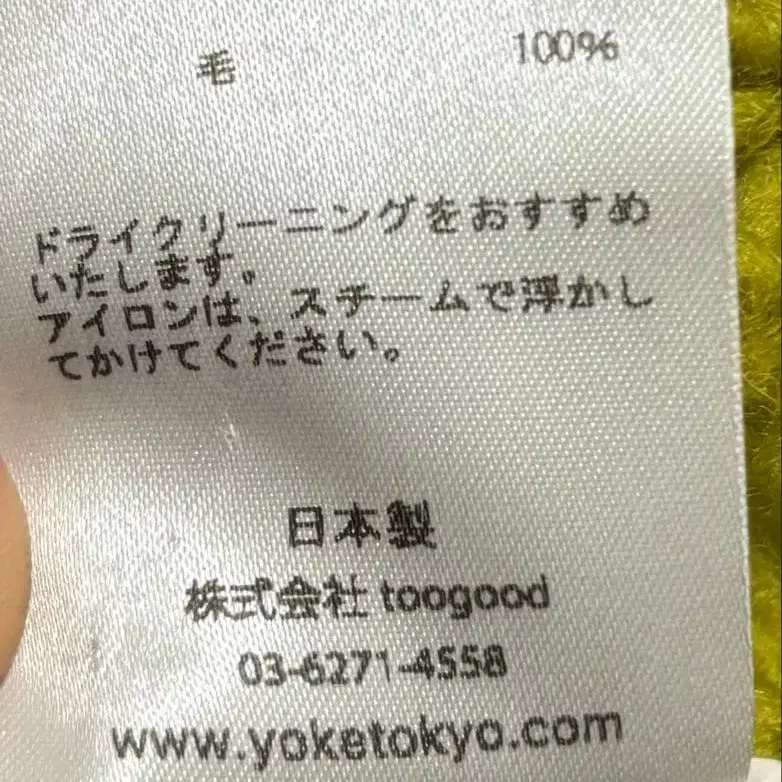 毛 100%
ドライクリーニングをおすすめ
いたします。
アイロンは、スチームで浮かし
てかけてください。
日本製
株式会社 toogood
03-6271-4558
www.yoketokyo.com